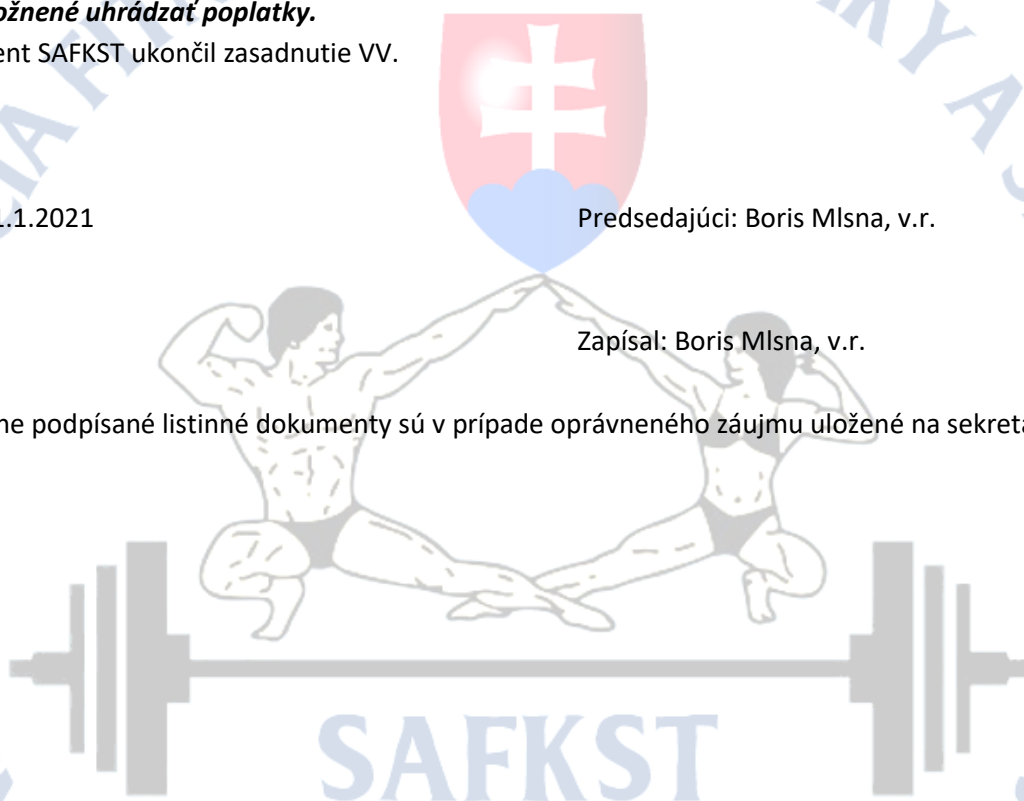 ožnené uhrádzať poplatky.
ent SAFKST ukončil zasadnutie VV.
.1.2021
Predsedajúci: Boris Mlsna, v.r.
Zapísal: Boris Mlsna, v.r.
ne podpísané listinné dokumenty sú v prípade oprávneného záujmu uložené na sekreta
SAFKST